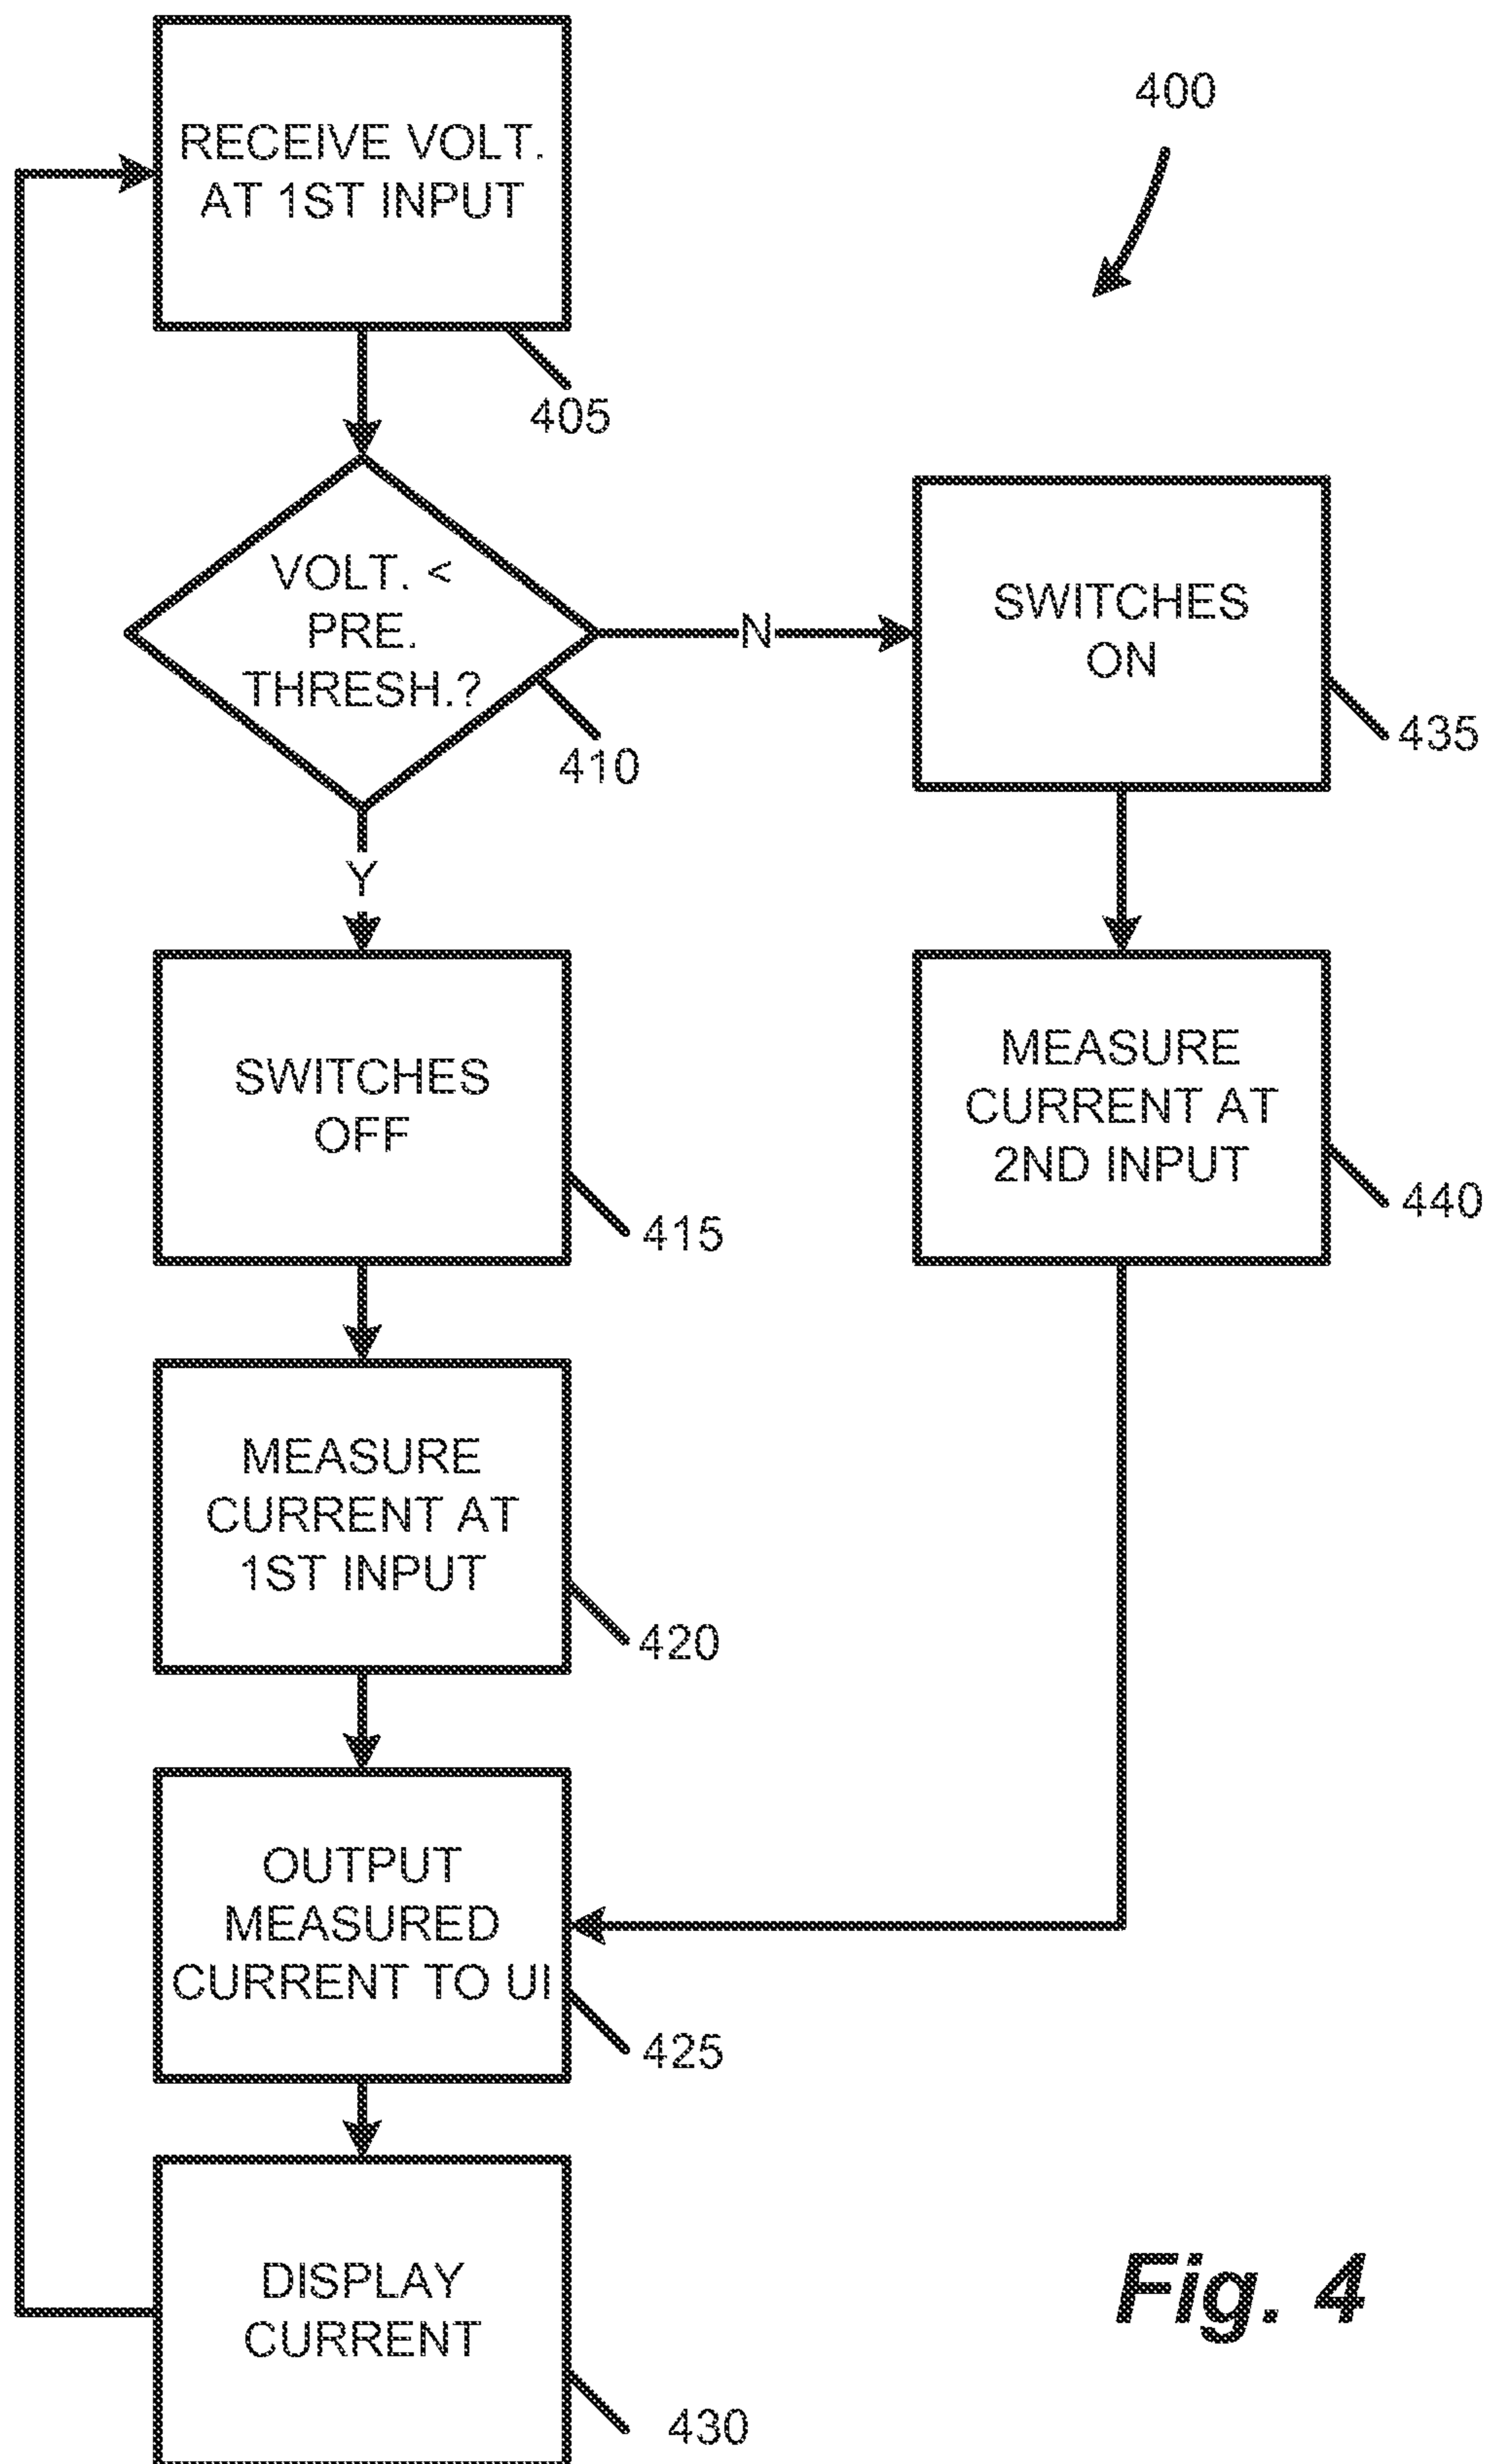 400
RECEIVE VOLT.
AT 1ST INPUT
405
VOLT. <
PRE.
THRESH.?
410
N
Y
SWITCHES
ON
435
SWITCHES
OFF
415
MEASURE
CURRENT AT
2ND INPUT
440
MEASURE
CURRENT AT
1ST INPUT
420
OUTPUT
MEASURED
CURRENT TO UI
425
DISPLAY
CURRENT
430
Fig. 4